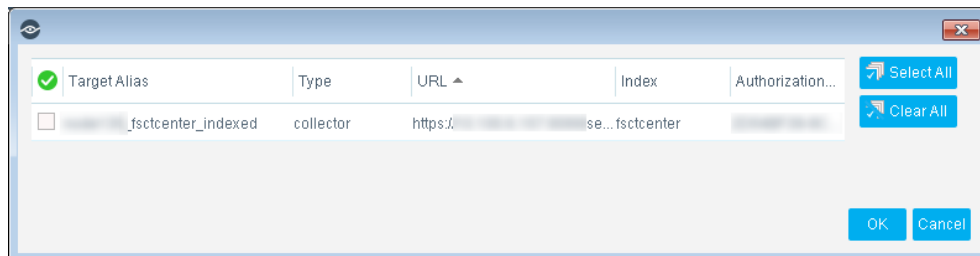 Target Alias Type URL Index Authorization... Select All
Clear All
_fsctcenter_indexed collector https:/ se... fsctcenter
OK Cancel